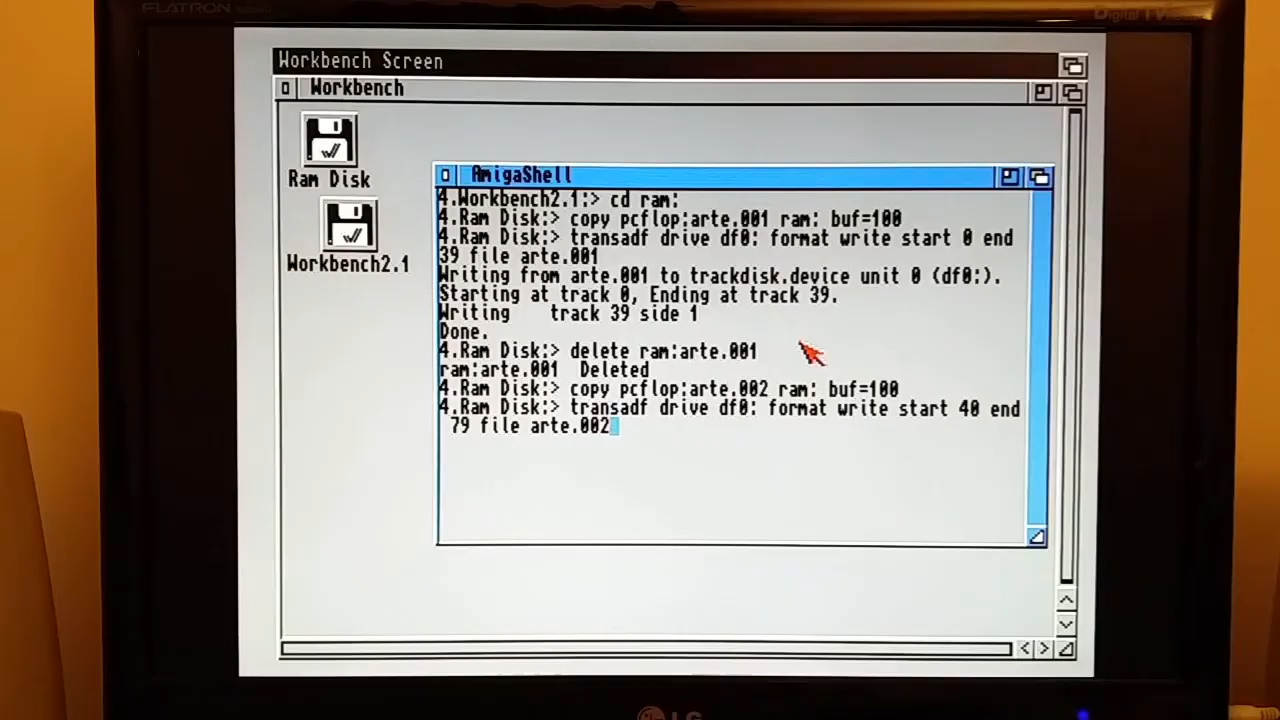 FLATRON
Digital TV
Workbench Screen
Workbench
Ram Disk
Workbench2.1
AmigaShell
4.Workbench2.1:> cd ram:
4.Ram Disk:> copy pcflop:arte.001 ram: buf=100
4.Ram Disk:> transadf drive df0: format write start 0 end
39 file arte.001
Writing from arte.001 to trackdisk.device unit 0 (df0:).
Starting at track 0, Ending at track 39.
Writing    track 39 side 1
Done.
4.Ram Disk:> delete ram:arte.001
ram:arte.001  Deleted
4.Ram Disk:> copy pcflop:arte.002 ram: buf=100
4.Ram Disk:> transadf drive df0: format write start 40 end
79 file arte.002
LG